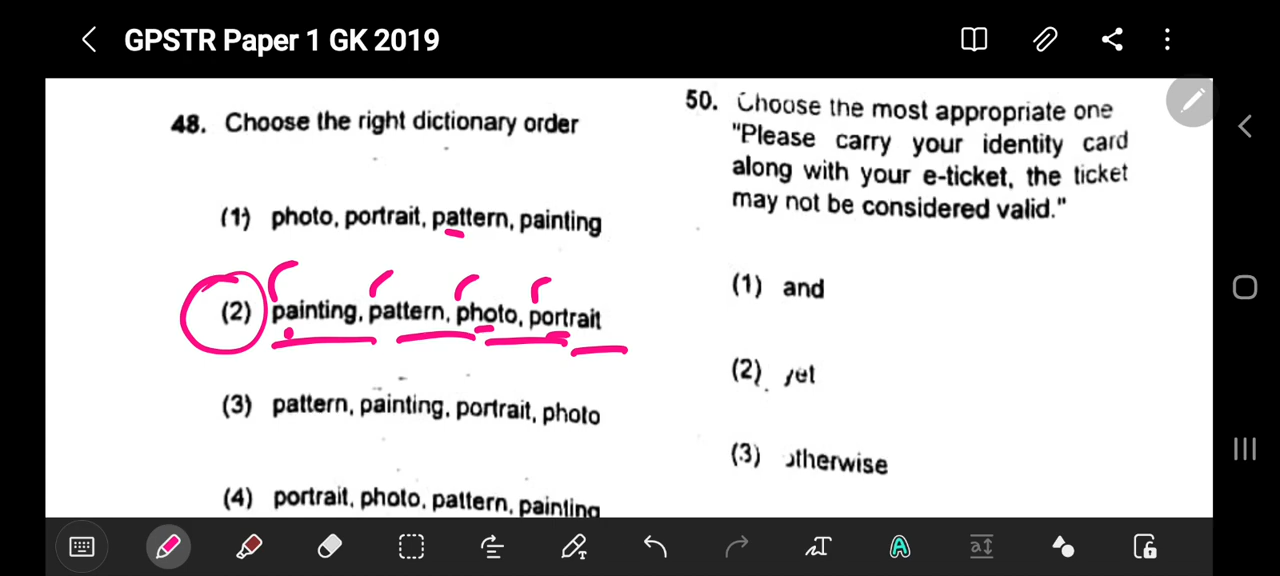 GPSTR Paper 1 GK 2019
48. Choose the right dictionary order
(1) photo, portrait, pattern, painting
(2) painting, pattern, photo, portrait
(3) pattern, painting, portrait, photo
(4) portrait, photo, pattern, painting
50. Choose the most appropriate one
"Please carry your identity card
along with your e-ticket, the ticket
may not be considered valid."
(1) and
(2) yet
(3) otherwise